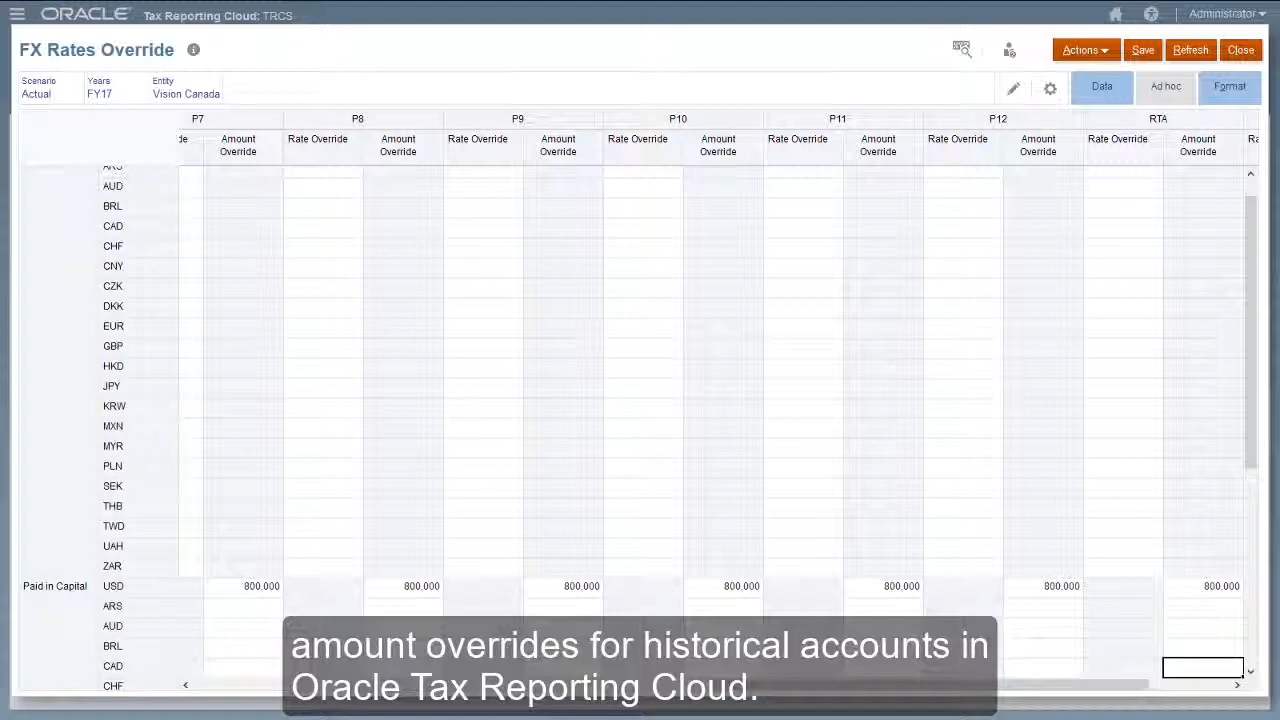 ORACLE® Tax Reporting Cloud: TRCS Administrator
FX Rates Override Actions Save Refresh Close
Scenario Years Entity
Actual FY17 Vision Canada Data Ad hoc Format
P7 P8 P9 P10 P11 P12 RTA
de Amount Override Rate Override Amount Override Rate Override Amount Override Rate Override Amount Override Rate Override Amount Override Rate Override Amount Override Rate Override Amount Override Ra
ARS
AUD
BRL
CAD
CHF
CNY
CZK
DKK
EUR
GBP
HKD
JPY
KRW
MXN
MYR
PLN
SEK
THB
TWD
UAH
ZAR
Paid in Capital USD 800,000 800,000 800,000 800,000 800,000 800,000 800,000
ARS
AUD
BRL
CAD
CHF
amount overrides for historical accounts in
Oracle Tax Reporting Cloud.